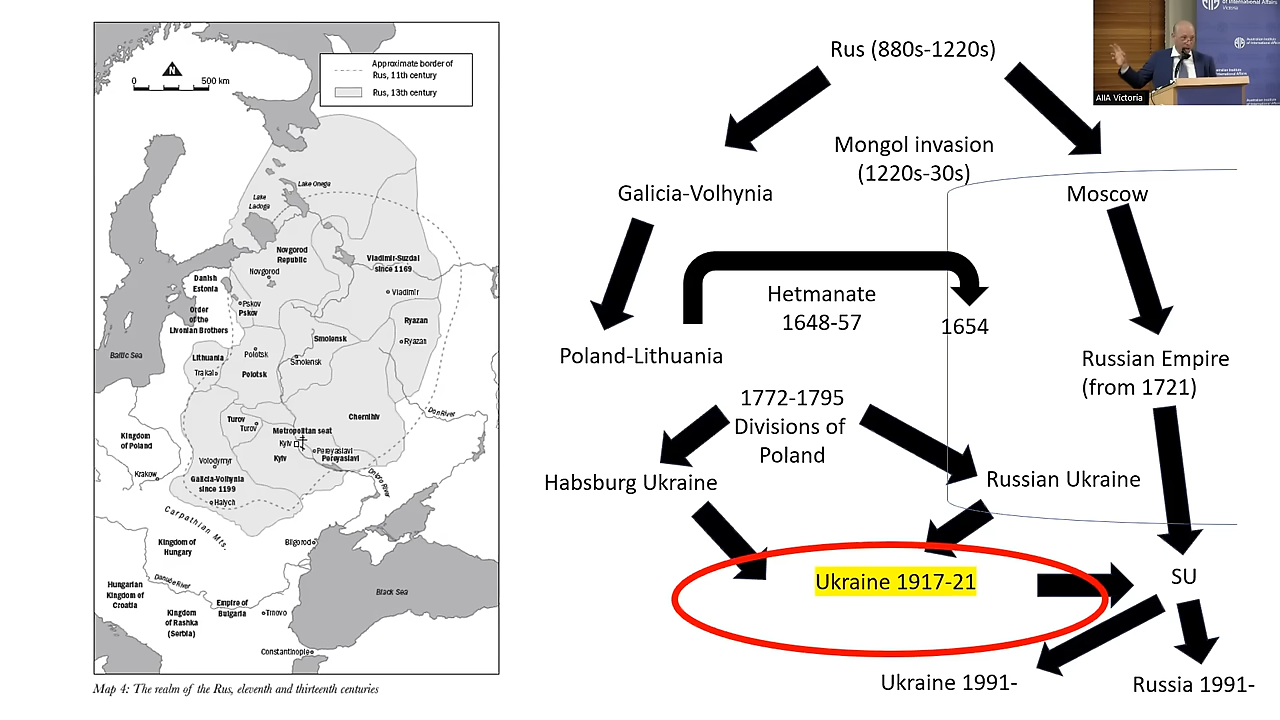 Approximate border of
Rus, 11th century
Rus, 13th century
N
0 500 km
Lake Onega
Lake
Ladoga
Novgorod
Republic
Novgorod
Vladimir-Suzdal
since 1169
Vladimir
Danish
Estonia
Pskov
Pskov
Order
of the
Livonian Brothers
Ryazan
Ryazan
Smolensk
Smolensk
Baltic Sea
Lithuania
Trakai
Polotsk
Polotsk
Turov
Turov
Chernihiv
Don River
Metropolitan seat
Kyiv
Kyiv
Pereyaslavl
Pereyaslavl
Kingdom
of Poland
Krakow
Volodymyr
Galicia-Volhynia
since 1199
Halych
Dnipro River
Carpathian Mts.
Kingdom of
Hungary
Bilgorod
Danube River
Hungarian
Kingdom of
Croatia
Kingdom
of Rashka
(Serbia)
Empire of
Bulgaria
Trnovo
Black Sea
Constantinople
Map 4: The realm of the Rus, eleventh and thirteenth centuries
Rus (880s-1220s)
Mongol invasion
(1220s-30s)
Galicia-Volhynia
Moscow
Hetmanate
1648-57
1654
Poland-Lithuania
Russian Empire
(from 1721)
1772-1795
Divisions of
Poland
Habsburg Ukraine
Russian Ukraine
Ukraine 1917-21
SU
Ukraine 1991-
Russia 1991-
of International Affairs
Victoria
AIIA Victoria